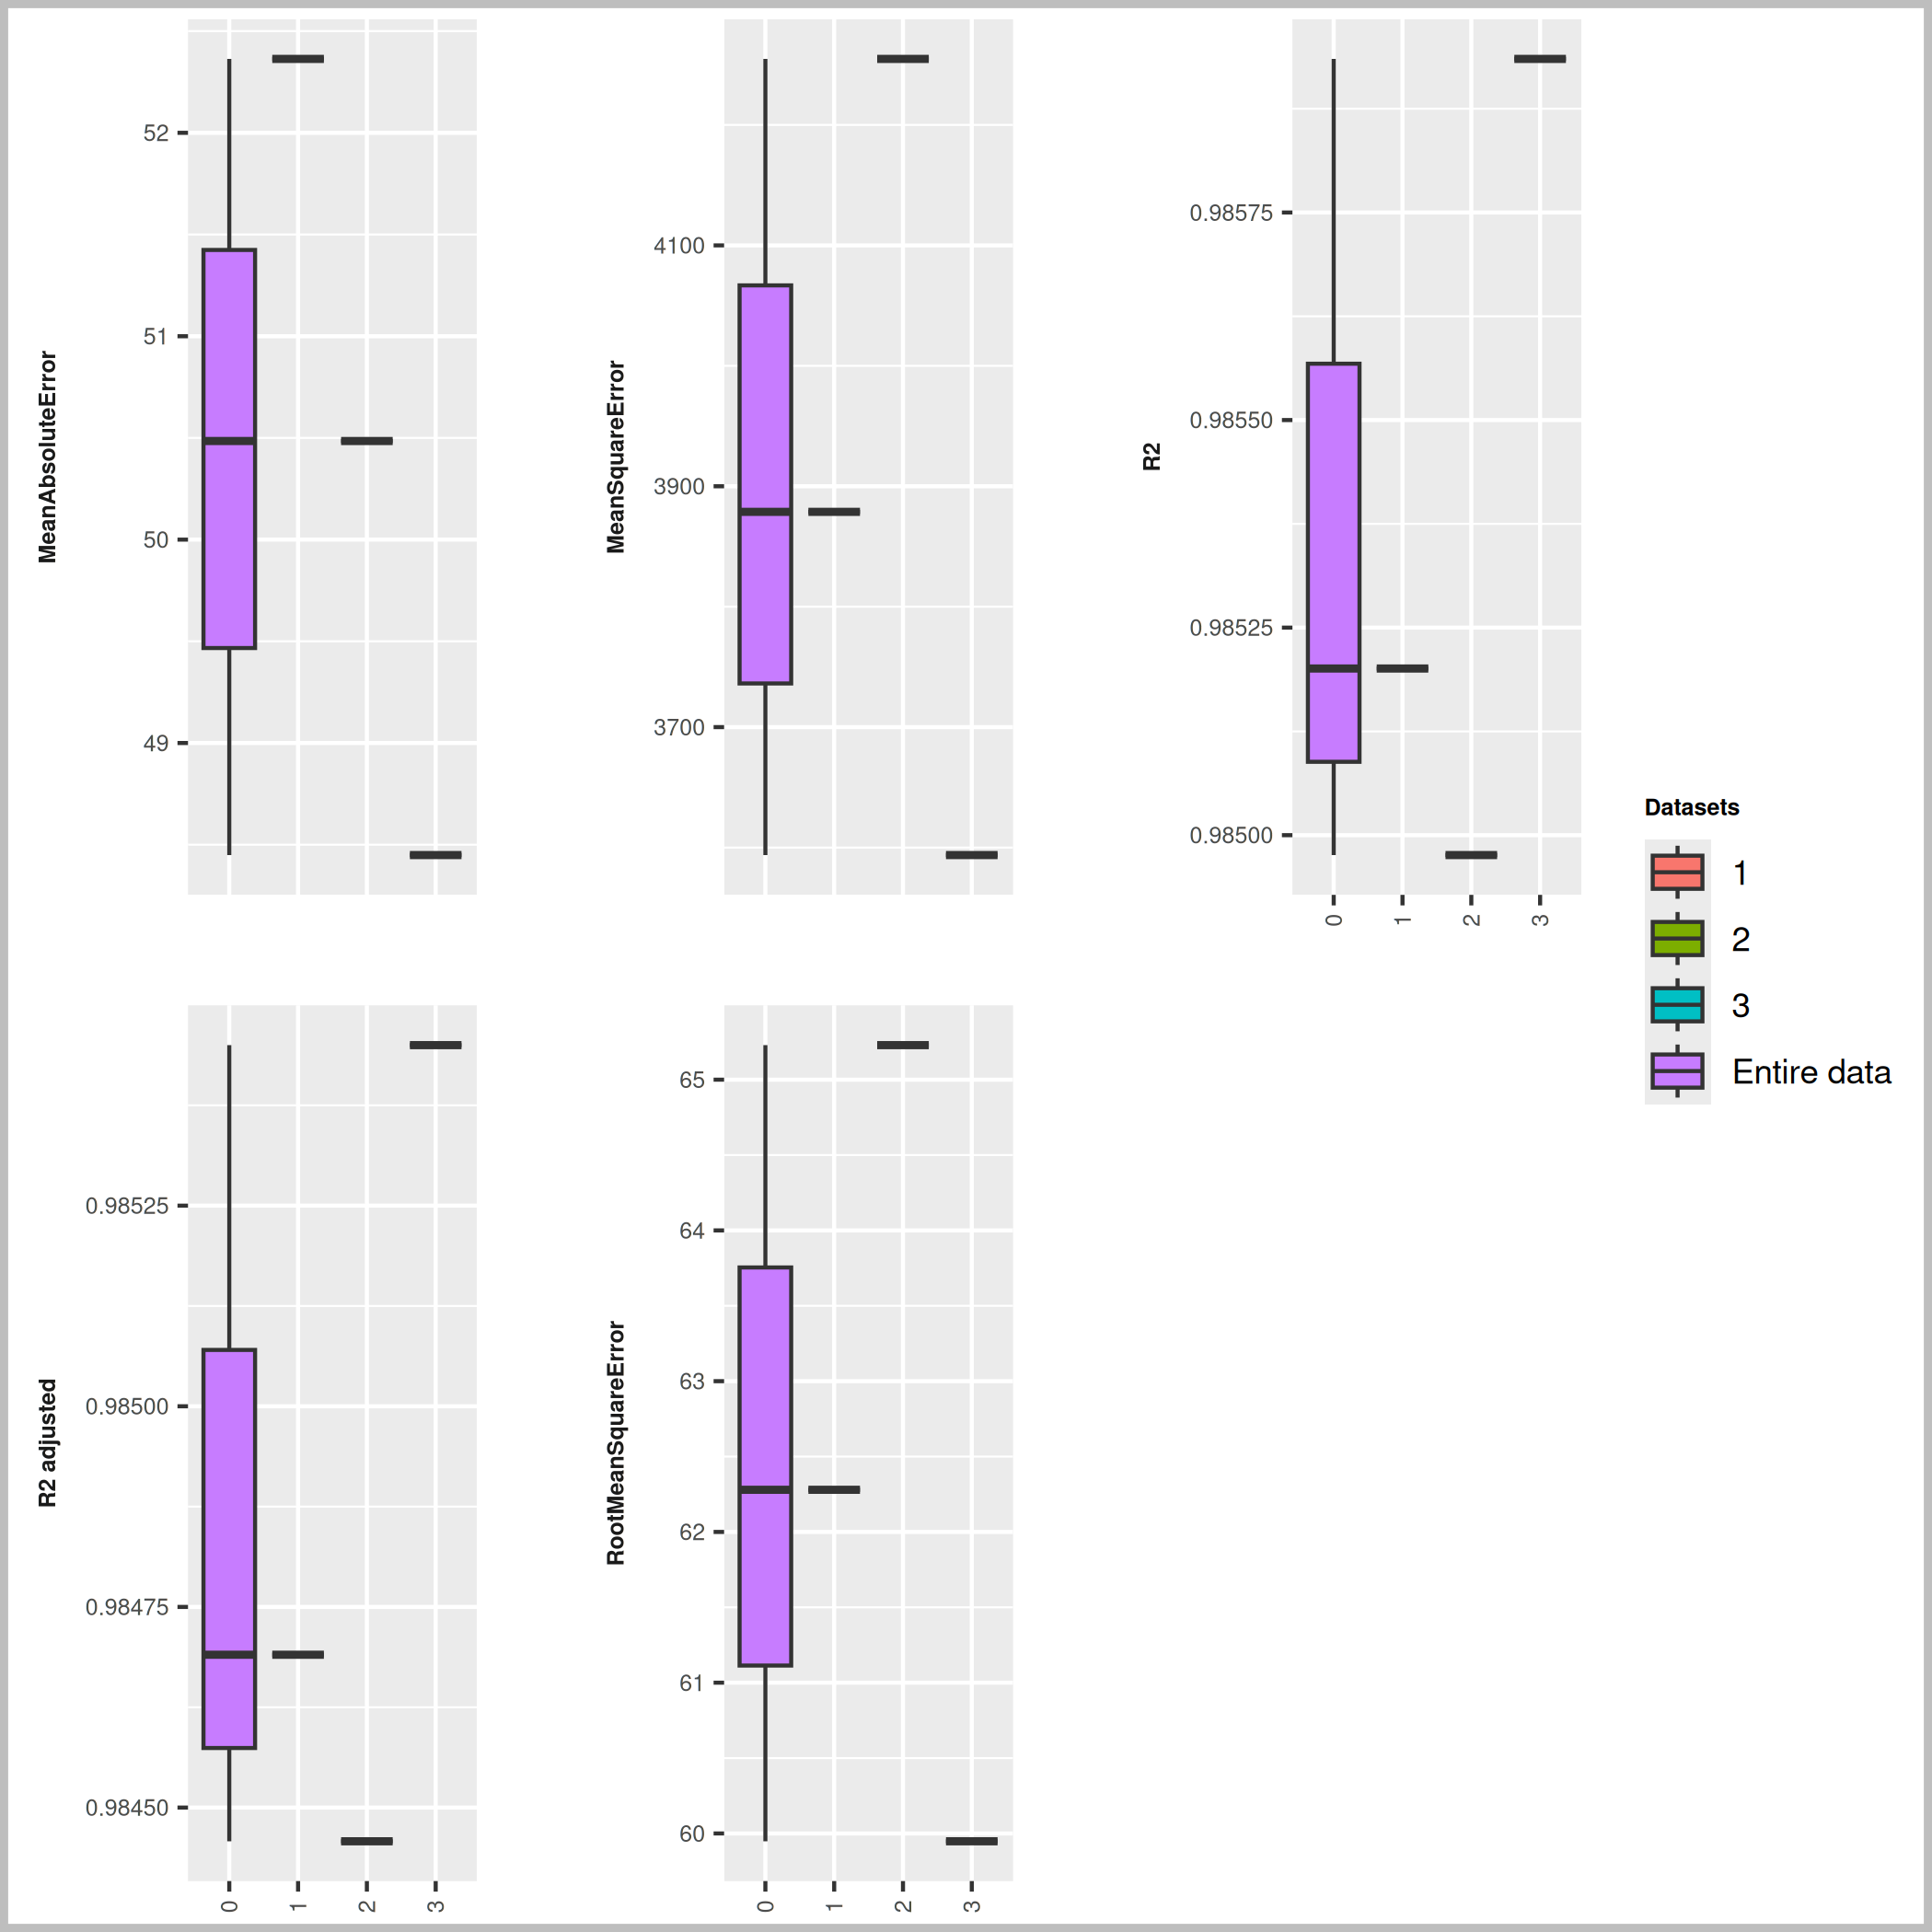 MeanAbsoluteError
52
51
50
49
MeanSquareError
4100
3900
3700
R2
0.98575
0.98550
0.98525
0.98500
0 1 2 3
R2 adjusted
0.98525
0.98500
0.98475
0.98450
0 1 2 3
RootMeanSquareError
65
64
63
62
61
60
0 1 2 3
Datasets
1
2
3
Entire data